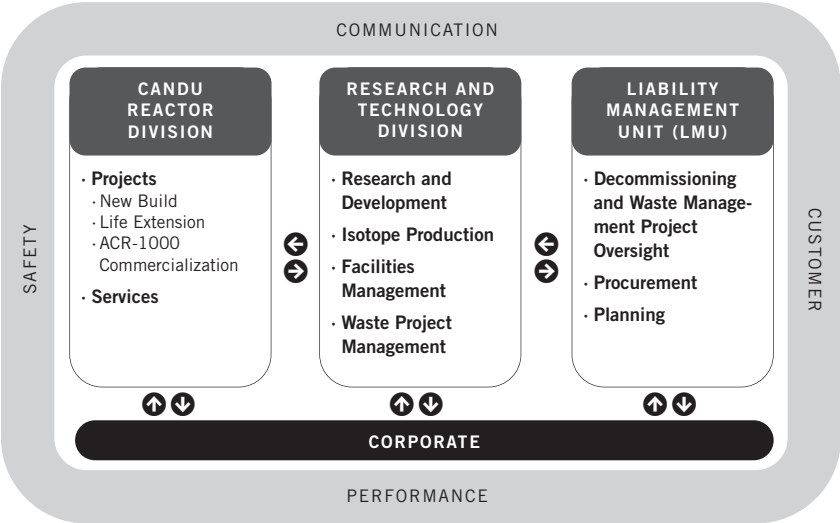 COMMUNICATION
SAFETY
CANDU
REACTOR
DIVISION
· Projects
· New Build
· Life Extension
· ACR-1000
Commercialization
· Services
RESEARCH AND
TECHNOLOGY
DIVISION
· Research and
Development
· Isotope Production
· Facilities
Management
· Waste Project
Management
LIABILITY
MANAGEMENT
UNIT (LMU)
· Decommissioning
and Waste Manage-
ment Project
Oversight
· Procurement
· Planning
CUSTOMER
CORPORATE
PERFORMANCE